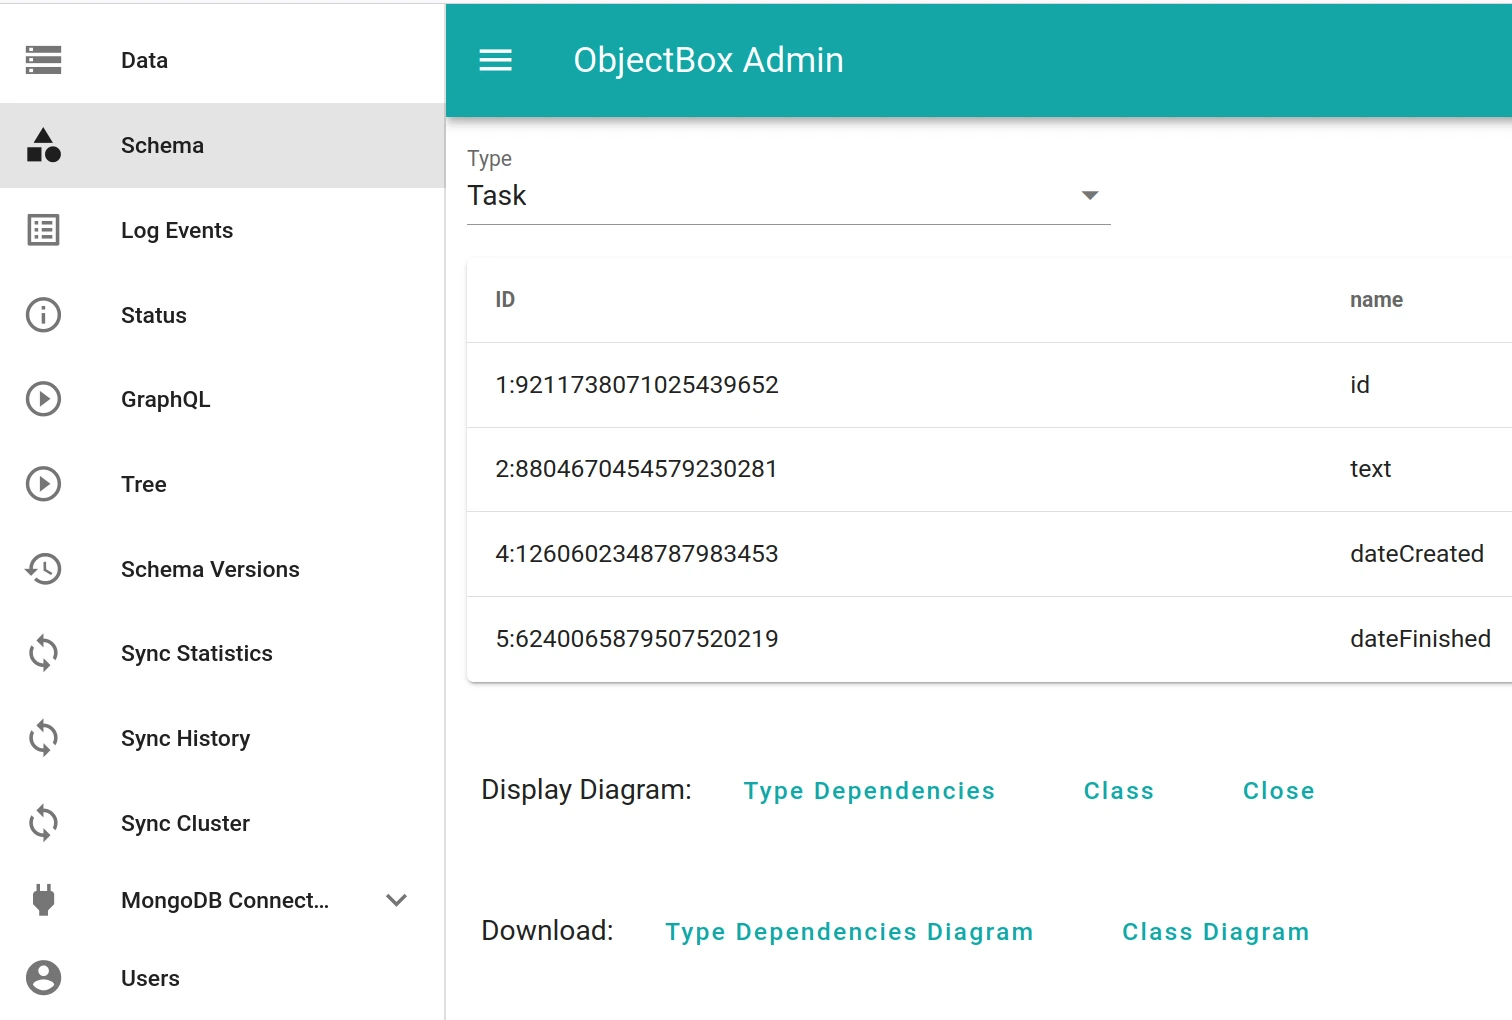 Data
Schema
Log Events
Status
GraphQL
Tree
Schema Versions
Sync Statistics
Sync History
Sync Cluster
MongoDB Connect...
Users
ObjectBox Admin
Type
Task
ID name
1:9211738071025439652 id
2:8804670454579230281 text
4:1260602348787983453 dateCreated
5:6240065879507520219 dateFinished
Display Diagram: Type Dependencies Class Close
Download: Type Dependencies Diagram Class Diagram